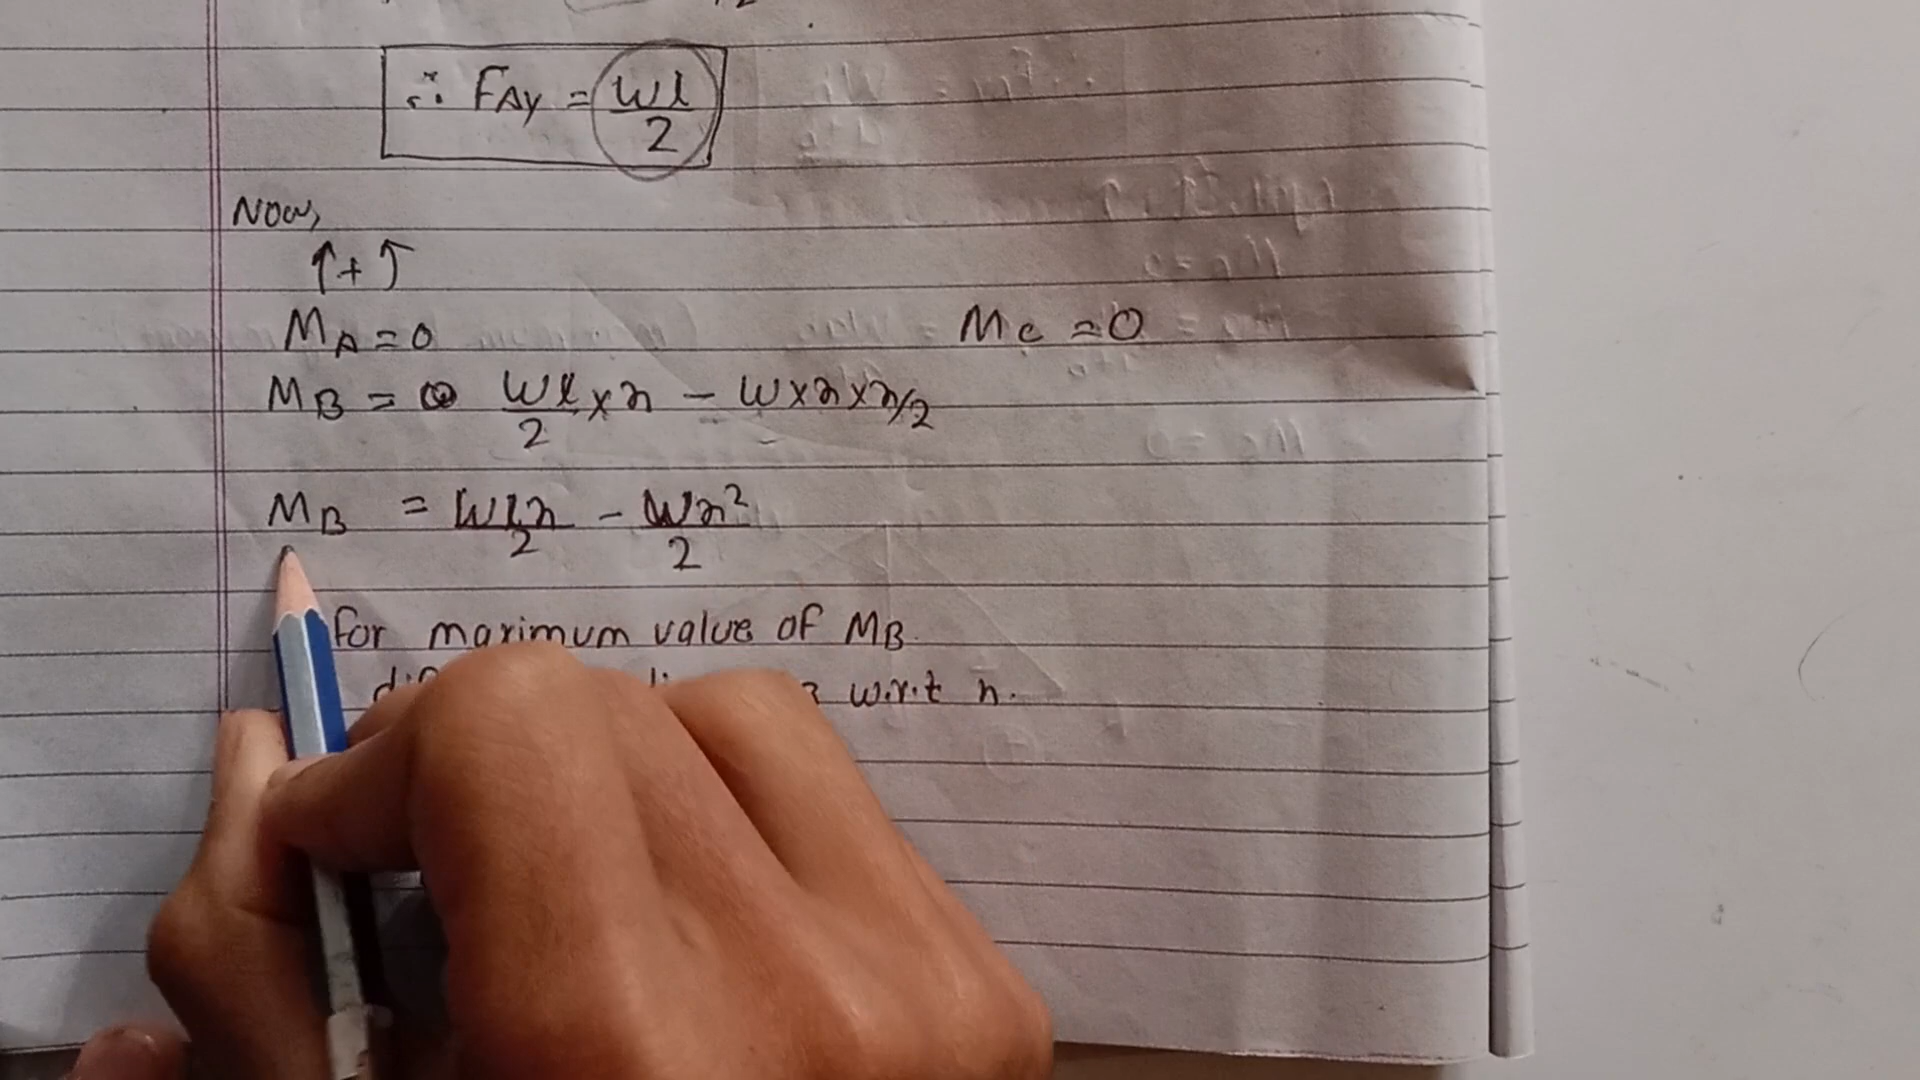 ∴ FAy = Wl/2
Now,
↑+↑
MA = 0
Mc = 0
MB = Wl/2 × x - W×x×x/2
MB = Wlx/2 - Wx²/2
for maximum value of MB.
w.r.t x.